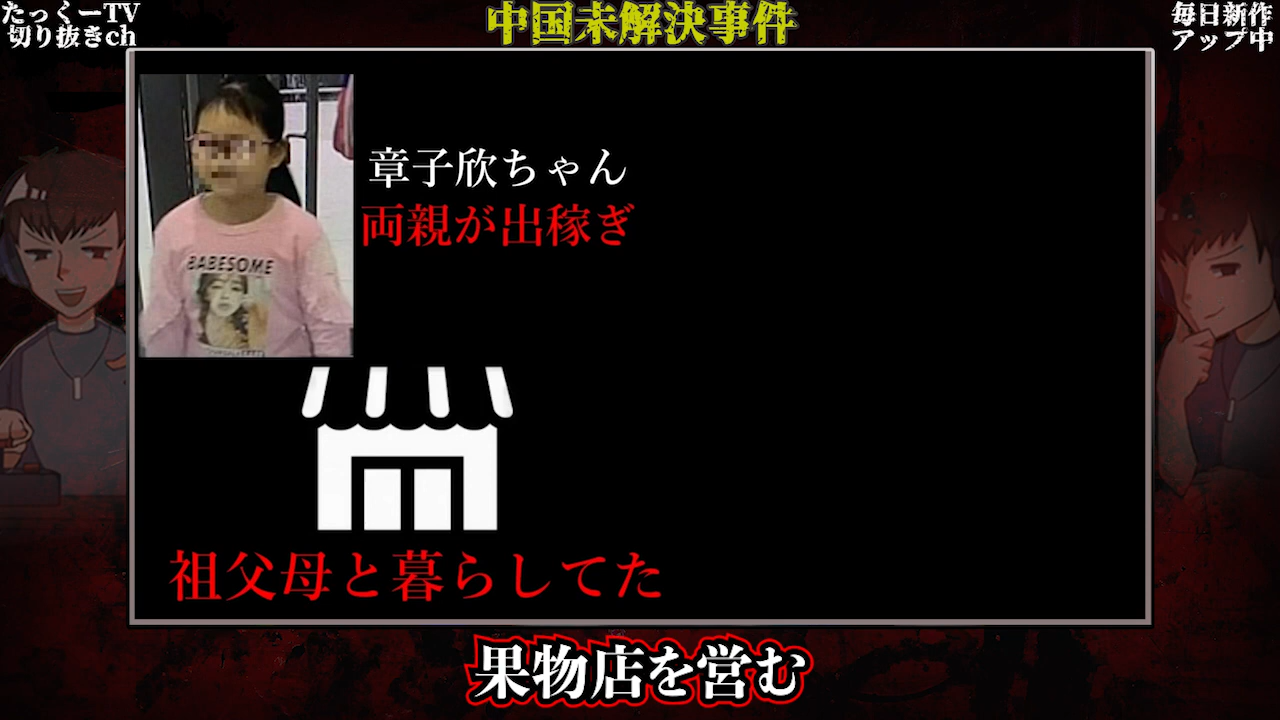 たっくーTV
切り抜きch
中国未解決事件
毎日新作
アップ中
章子欣ちゃん
両親が出稼ぎ
BABESOME
祖父母と暮らしてた
果物店を営む